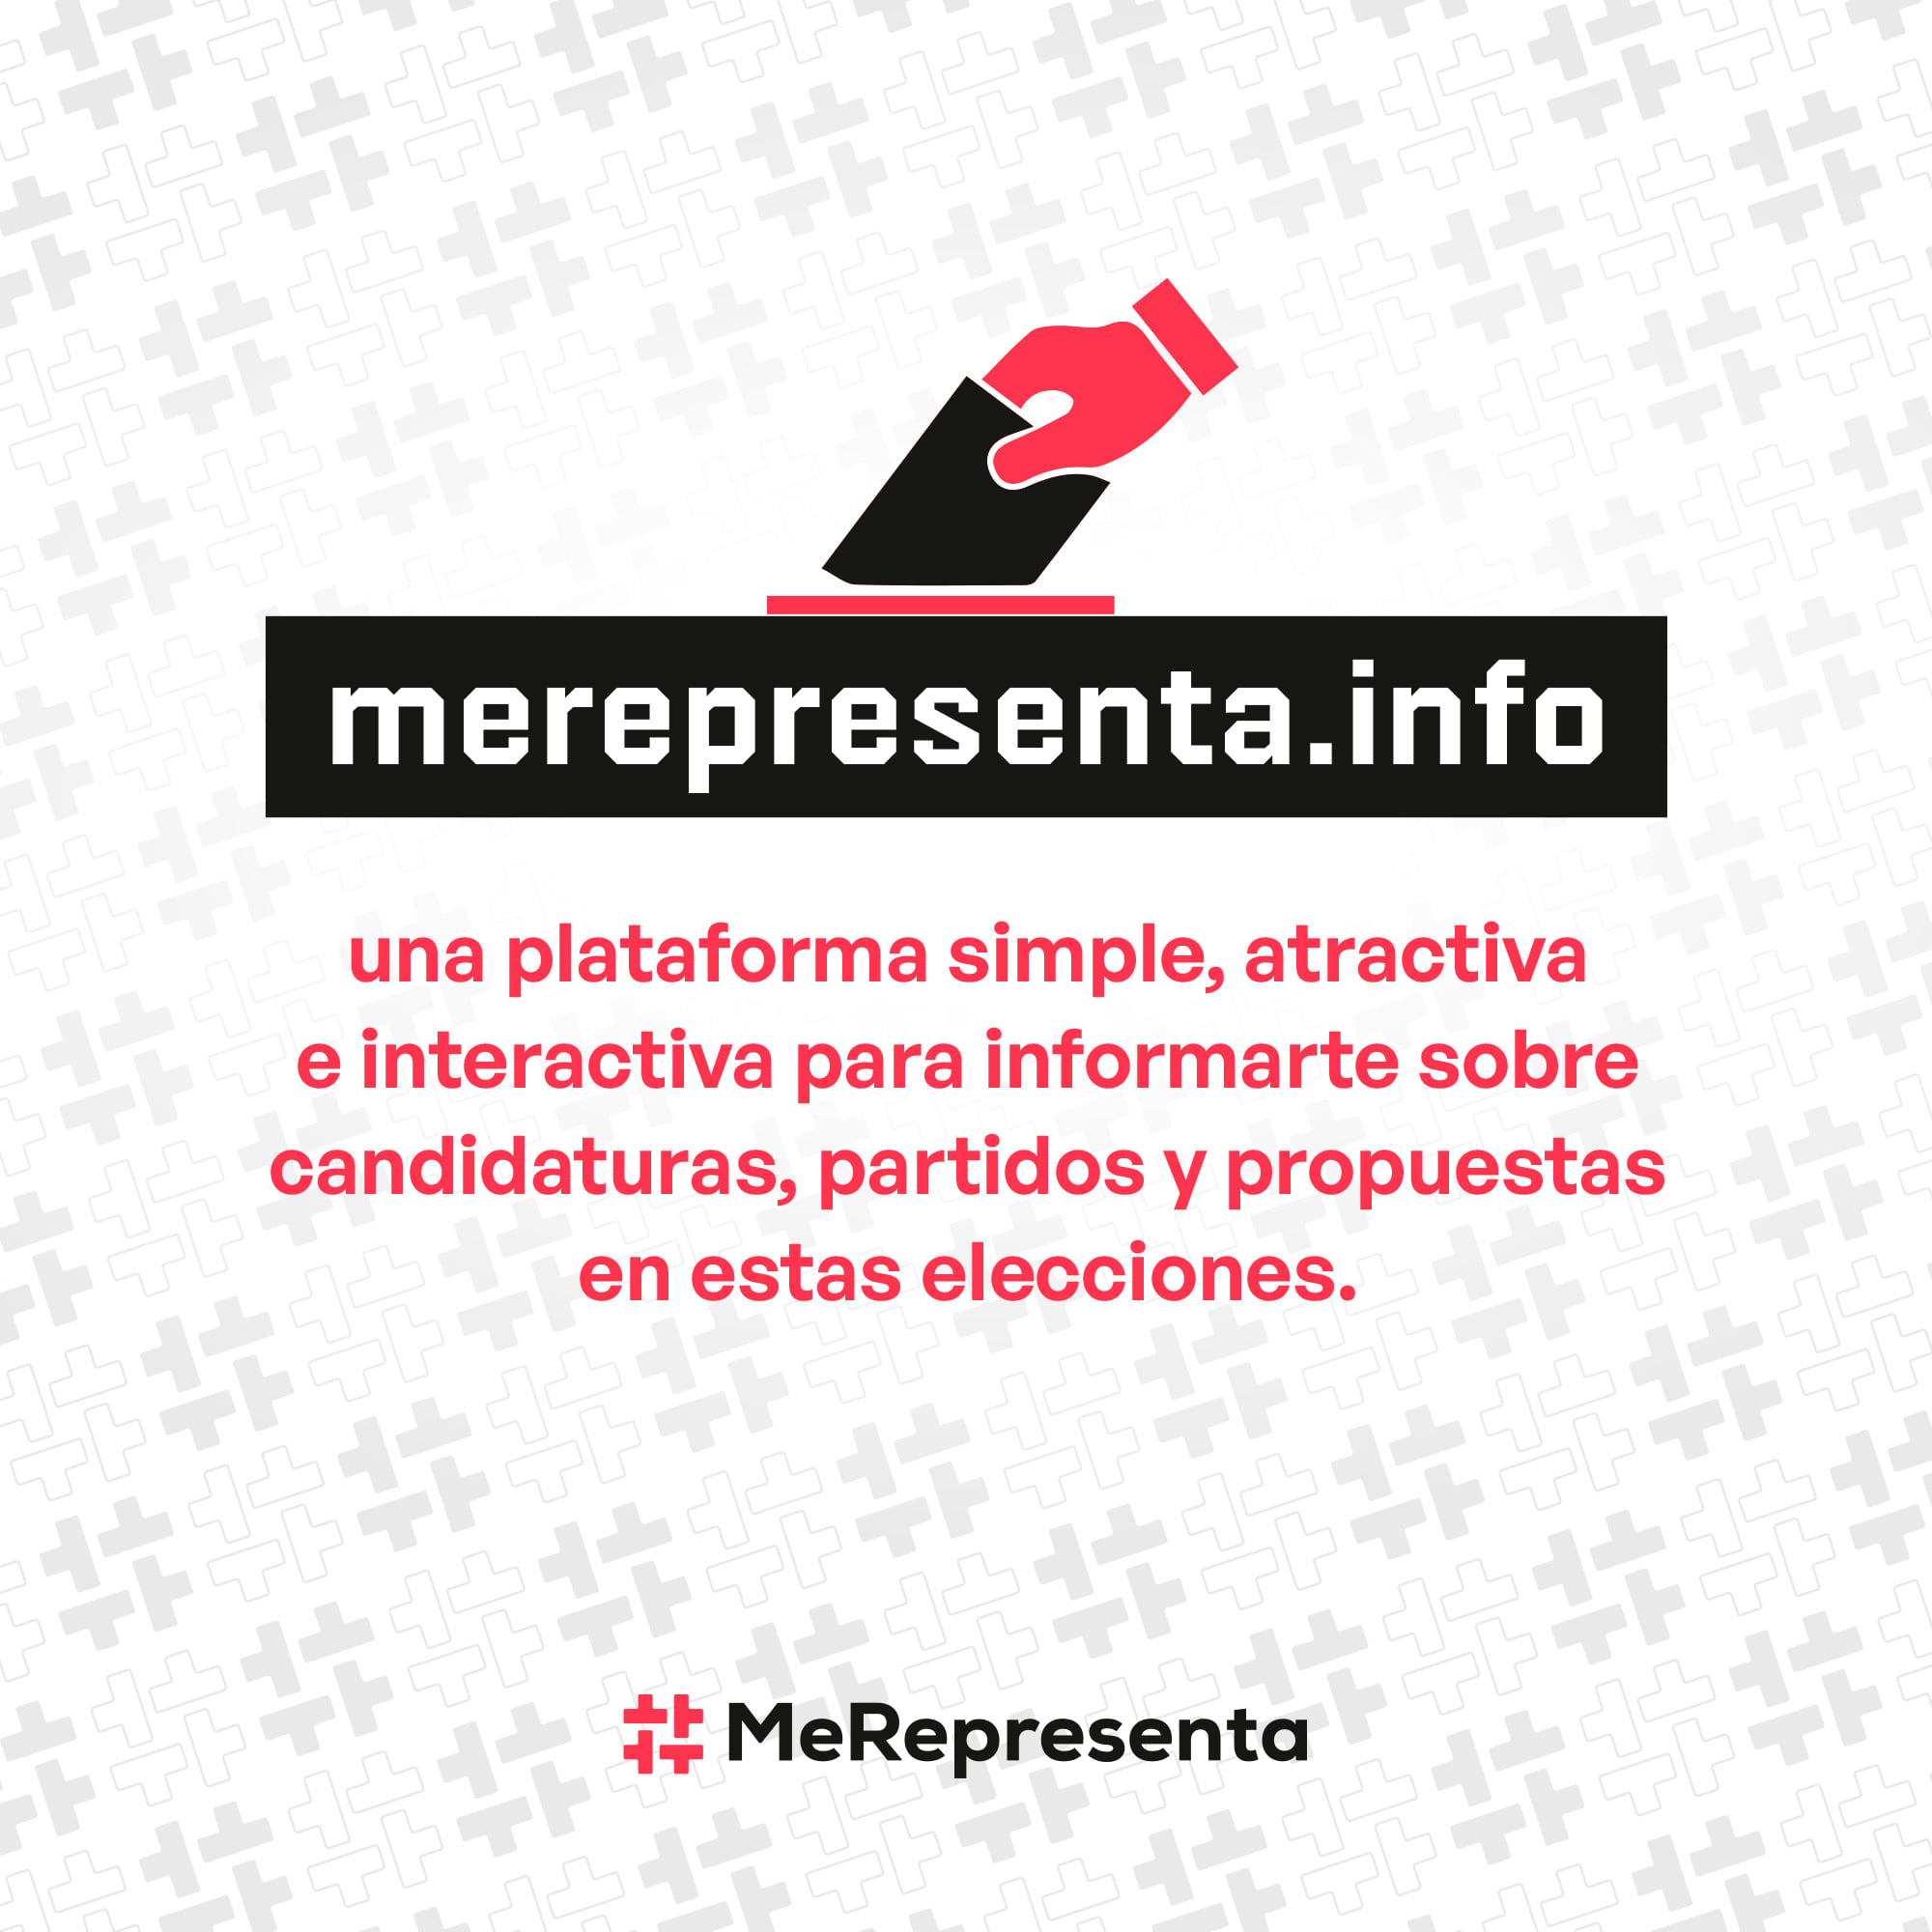 merepresenta.info
una plataforma simple, atractiva
e interactiva para informarte sobre
candidaturas, partidos y propuestas
en estas elecciones.
#MeRepresenta